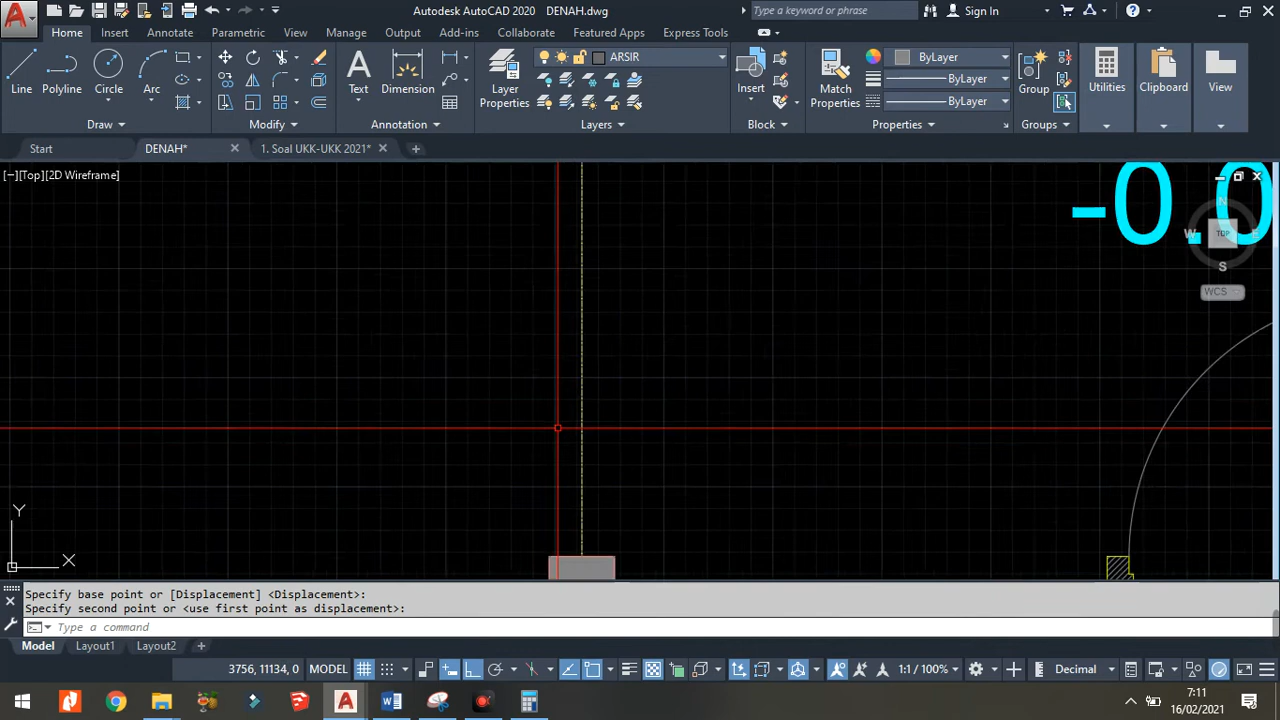 Autodesk AutoCAD 2020 DENAH.dwg
Type a keyword or phrase
Sign In
Home Insert Annotate Parametric View Manage Output Add-ins Collaborate Featured Apps Express Tools
ARSIR
ByLayer
ByLayer
ByLayer
Line Polyline Circle Arc Text Dimension
Layer Properties
Insert
Match Properties
Group Utilities Clipboard View
Draw Modify Annotation Layers Block Properties Groups
Start DENAH* 1. Soal UKK-UKK 2021*
[−][Top][2D Wireframe]
-0.0
N
W TOP E
S
WCS
Y
X
Specify base point or [Displacement] <Displacement>:
Specify second point or <use first point as displacement>:
Type a command
Model Layout1 Layout2
3756, 11134, 0 MODEL 1:1 / 100% Decimal
7:11
16/02/2021